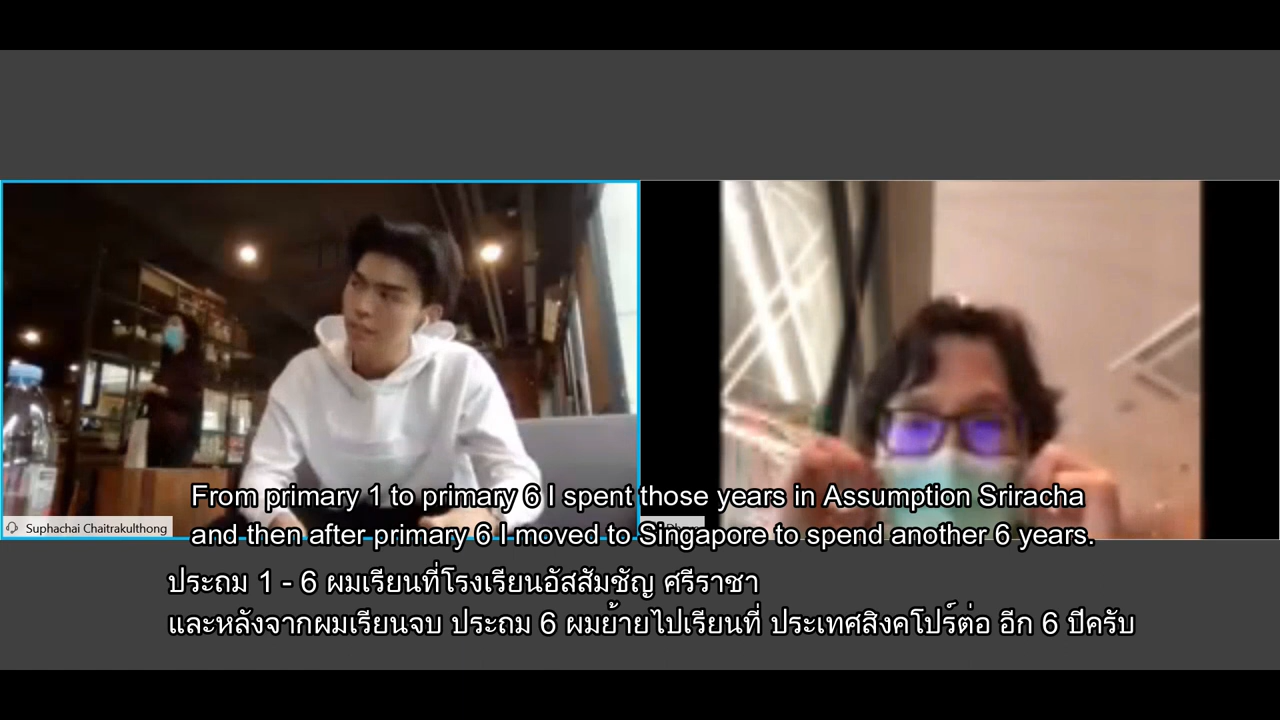 Suphachai Chaitrakulthong
From primary 1 to primary 6 I spent those years in Assumption Sriracha
and then after primary 6 I moved to Singapore to spend another 6 years.
ประถม 1 - 6 ผมเรียนที่โรงเรียนอัสสัมชัญ ศรีราชา
และหลังจากผมเรียนจบ ประถม 6 ผมย้ายไปเรียนที่ ประเทศสิงคโปร์ต่อ อีก 6 ปีครับ